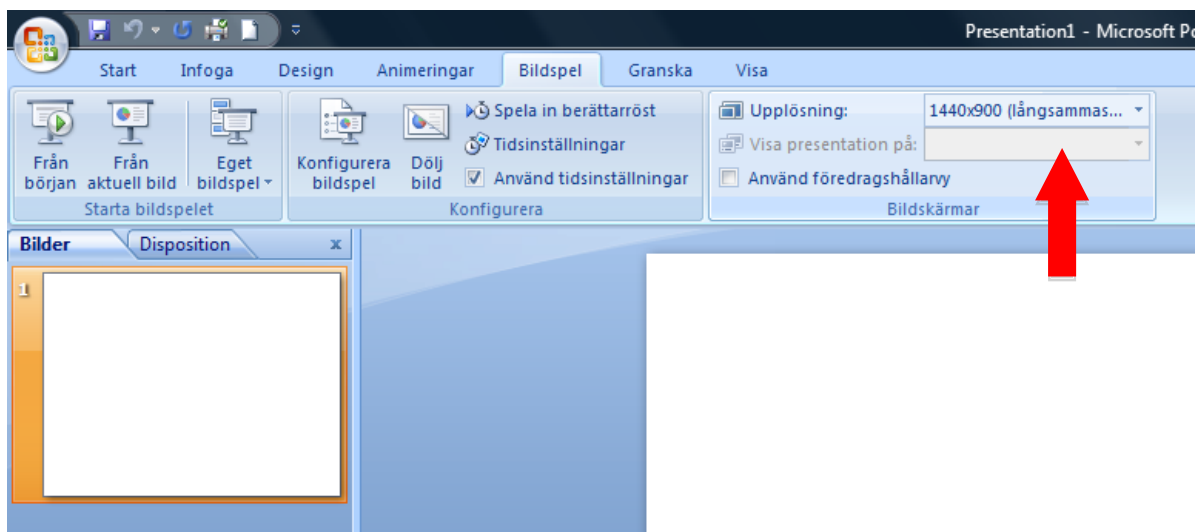 Presentation1 - Microsoft Po
Start Infoga Design Animeringar Bildspel Granska Visa
Från början
Från aktuell bild
Eget bildspel
Starta bildspelet
Konfigurera bildspel
Dölj bild
Spela in berättarröst
Tidsinställningar
Använd tidsinställningar
Konfigurera
Upplösning: 1440x900 (långsammas...
Visa presentation på:
Använd föredragshållarvy
Bildskärmar
Bilder Disposition x
1